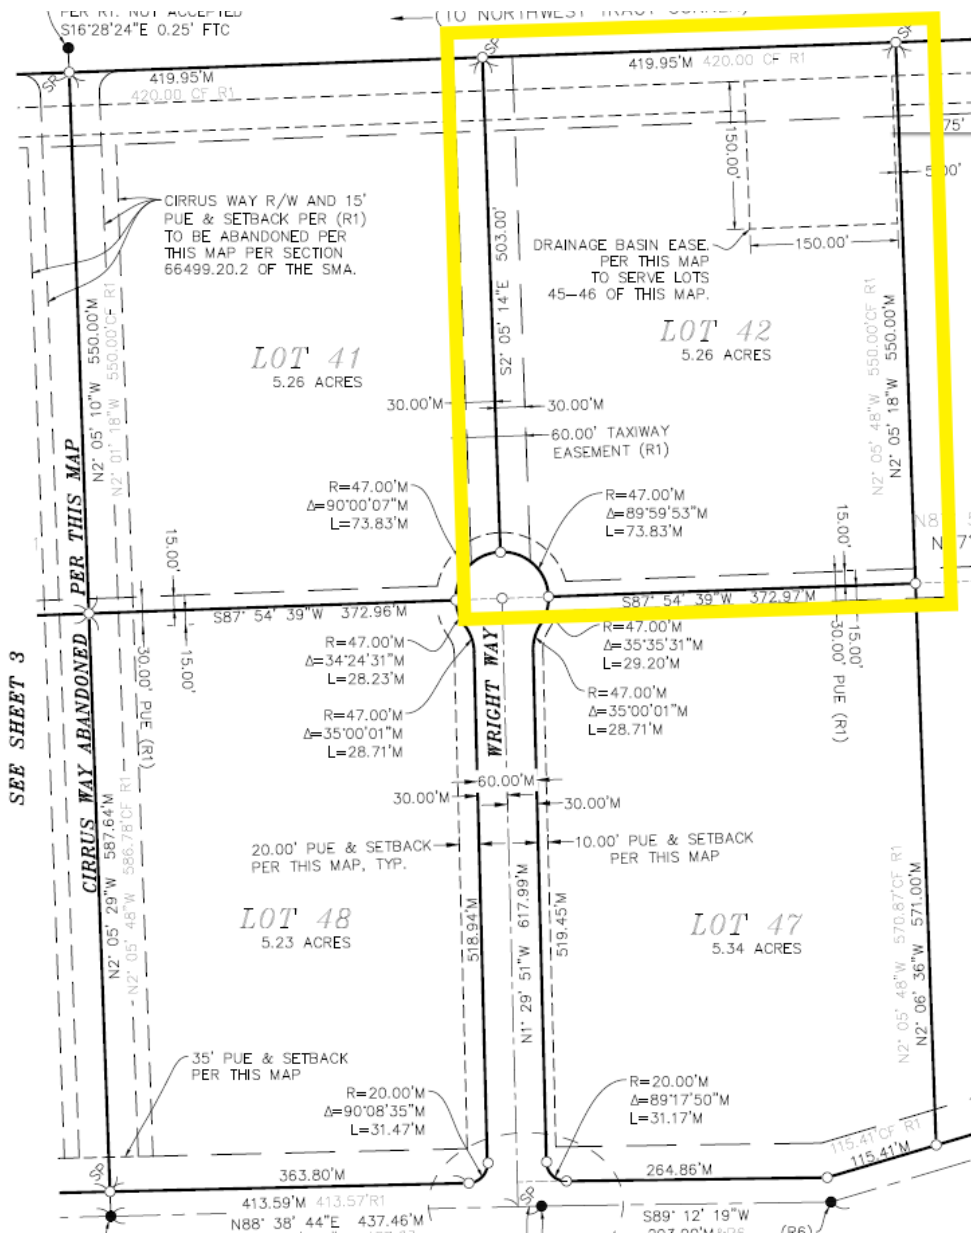 PER R1. NOT ACCEPTED
S16°28'24"E 0.25' FTC
(TO NORTHWEST TRACT CORNER)
SR
SP
SP
419.95'M
420.00 CF R1
419.95'M 420.00 CF R1
75'
5.00'
150.00'
150.00'
CIRRUS WAY R/W AND 15'
PUE & SETBACK PER (R1)
TO BE ABANDONED PER
THIS MAP PER SECTION
66499.20.2 OF THE SMA.
DRAINAGE BASIN EASE.
PER THIS MAP
TO SERVE LOTS
45–46 OF THIS MAP.
S2° 05' 14"E 503.00'
N2° 05' 10"W 550.00'M
N2° 01' 18"W 550.00'CF R1
N2° 05' 48"W 550.00'CF R1
N2° 05' 18"W 550.00'M
LOT 41
5.26 ACRES
LOT 42
5.26 ACRES
30.00'M
30.00'M
60.00' TAXIWAY
EASEMENT (R1)
R=47.00'M
Δ=90°00'07"M
L=73.83'M
R=47.00'M
Δ=89°59'53"M
L=73.83'M
15.00'
15.00'
S87° 54' 39"W 372.96'M
S87° 54' 39"W 372.97'M
15.00'
30.00' PUE (R1)
15.00'
30.00' PUE (R1)
R=47.00'M
Δ=34°24'31"M
L=28.23'M
R=47.00'M
Δ=35°35'31"M
L=29.20'M
R=47.00'M
Δ=35°00'01"M
L=28.71'M
R=47.00'M
Δ=35°00'01"M
L=28.71'M
WRIGHT WAY
SEE SHEET 3
CIRRUS WAY ABANDONED PER THIS MAP
60.00'M
30.00'M
30.00'M
20.00' PUE & SETBACK
PER THIS MAP, TYP.
10.00' PUE & SETBACK
PER THIS MAP
N2° 05' 29"W 587.64'M
N2° 05' 48"W 586.78'CF R1
518.94'M
N1° 29' 51"W 617.99'M
519.45'M
N2° 05' 48"W 570.87'CF R1
N2° 06' 36"W 571.00'M
LOT 48
5.23 ACRES
LOT 47
5.34 ACRES
35' PUE & SETBACK
PER THIS MAP
R=20.00'M
Δ=90°08'35"M
L=31.47'M
R=20.00'M
Δ=89°17'50"M
L=31.17'M
115.41'CF R1
115.41'M
SP
363.80'M
264.86'M
413.59'M 413.57'R1
SP
N88° 38' 44"E 437.46'M
S89° 12' 19"W
(R6)